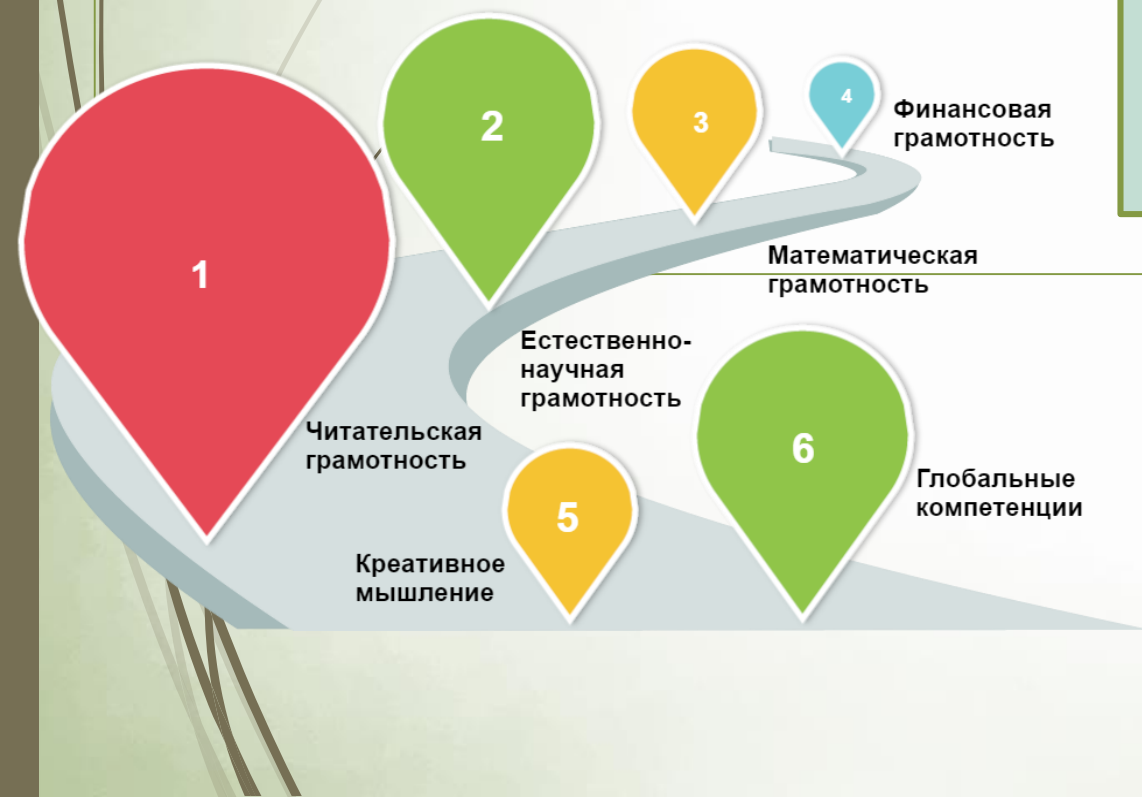 1
Читательская
грамотность
2
Естественно-
научная
грамотность
3
Математическая
грамотность
4
Финансовая
грамотность
5
Креативное
мышление
6
Глобальные
компетенции